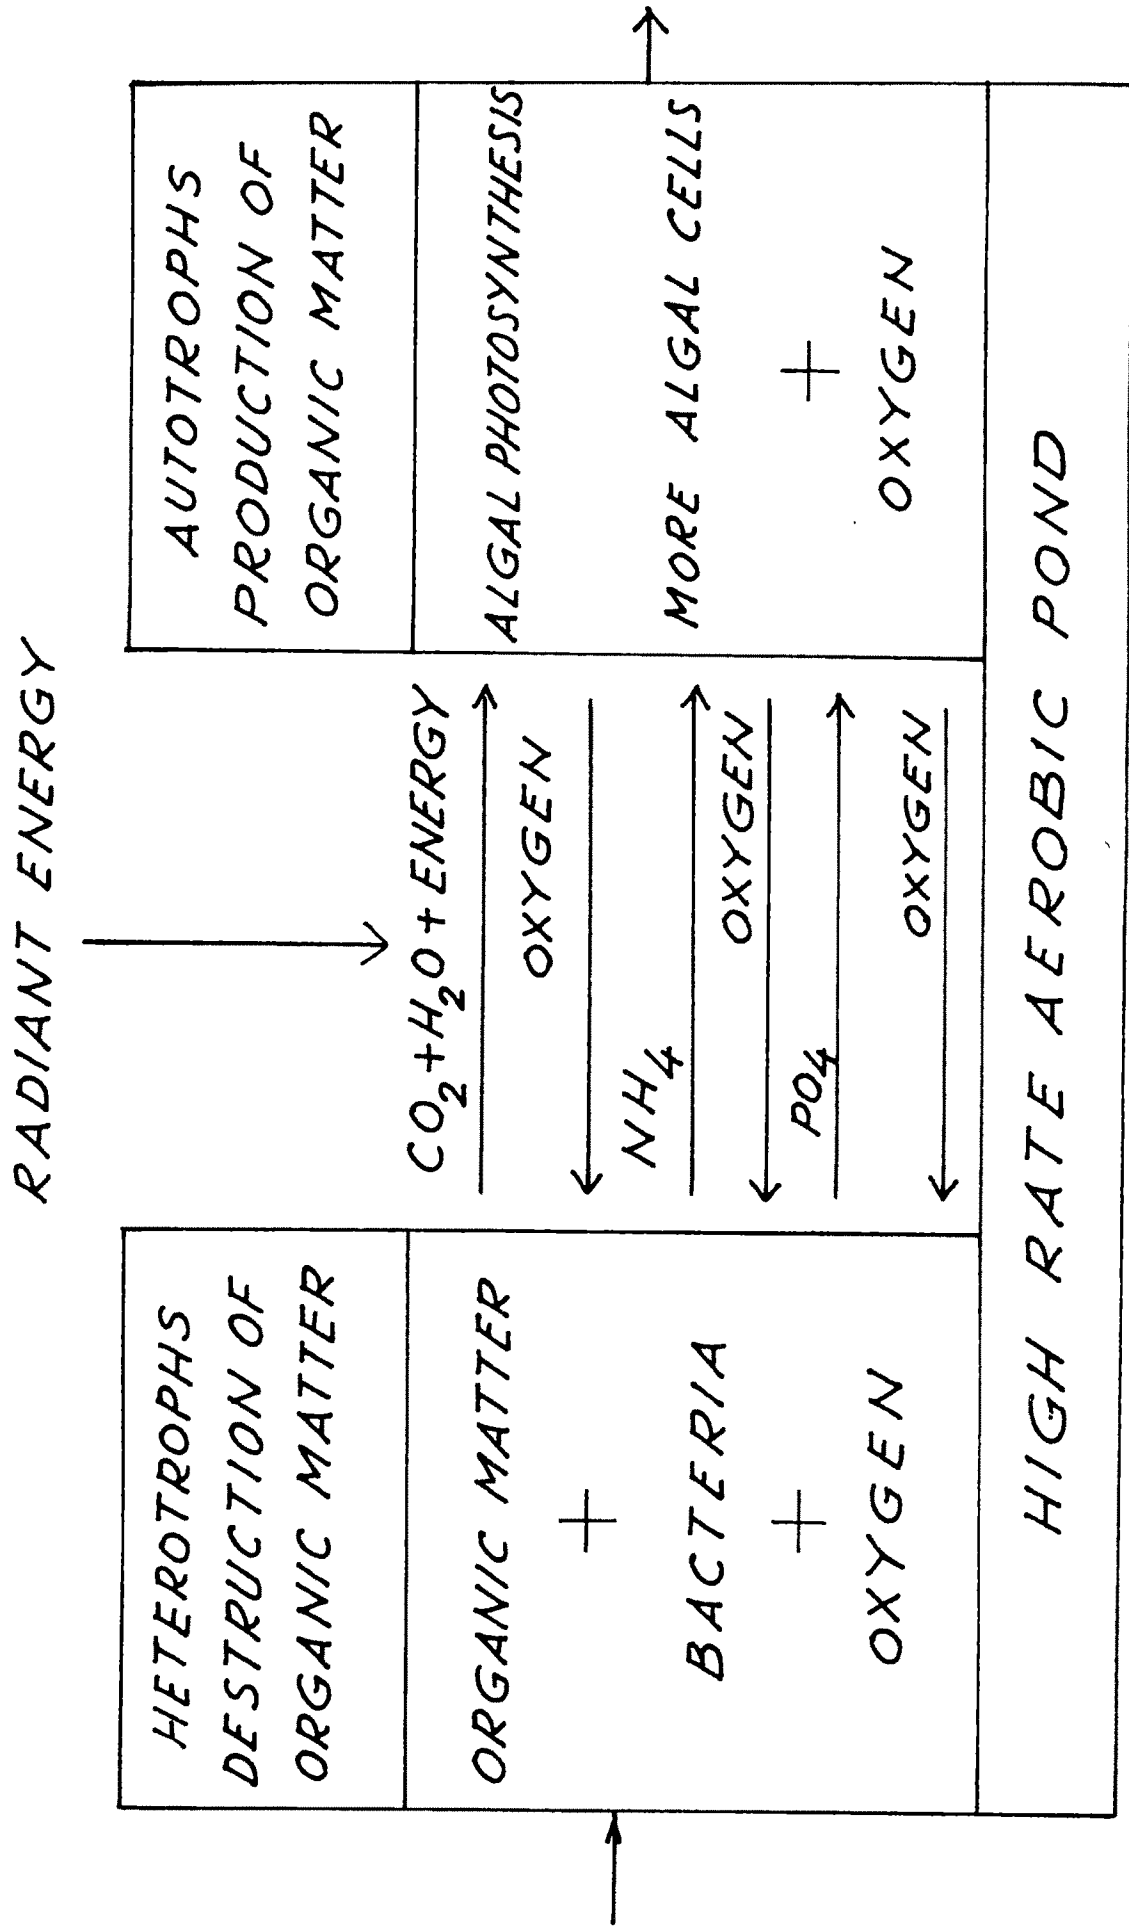 RADIANT ENERGY
HETEROTROPHS
DESTRUCTION OF
ORGANIC MATTER
ORGANIC MATTER
+
BACTERIA
+
OXYGEN
CO₂+H₂O+ENERGY
OXYGEN
NH₄
OXYGEN
PO₄
OXYGEN
AUTOTROPHS
PRODUCTION OF
ORGANIC MATTER
ALGAL PHOTOSYNTHESIS
MORE ALGAL CELLS
+
OXYGEN
HIGH RATE AEROBIC POND